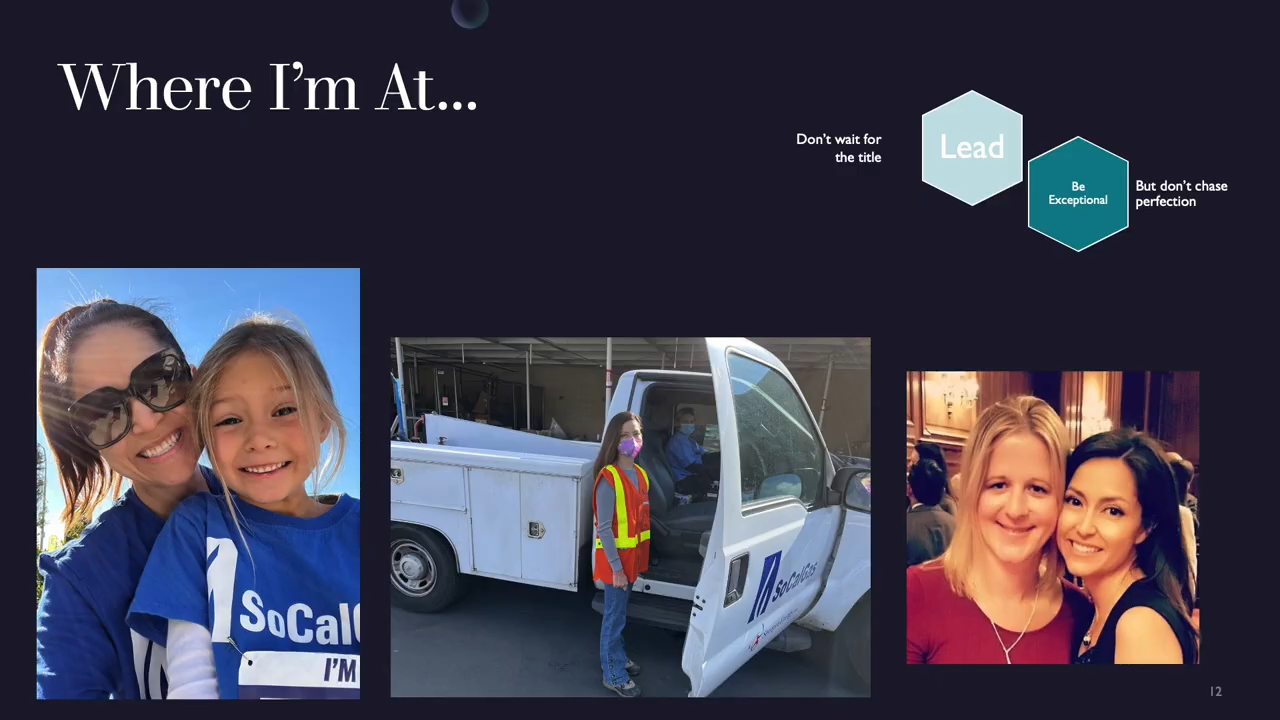 Where I'm At...
Don't wait for
the title
Lead
Be
Exceptional
But don't chase
perfection
SoCal
I'M
SoCalGas
12